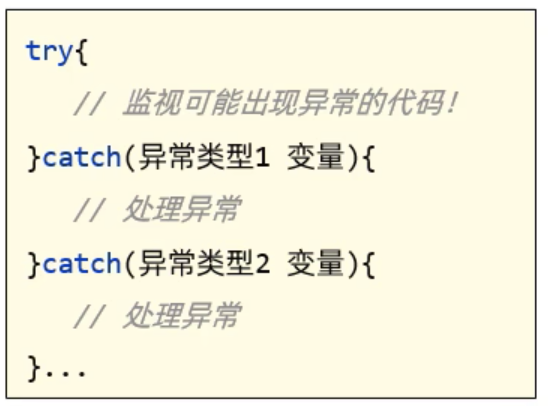 try{
// 监视可能出现异常的代码！
}catch(异常类型1 变量){
// 处理异常
}catch(异常类型2 变量){
// 处理异常
}...